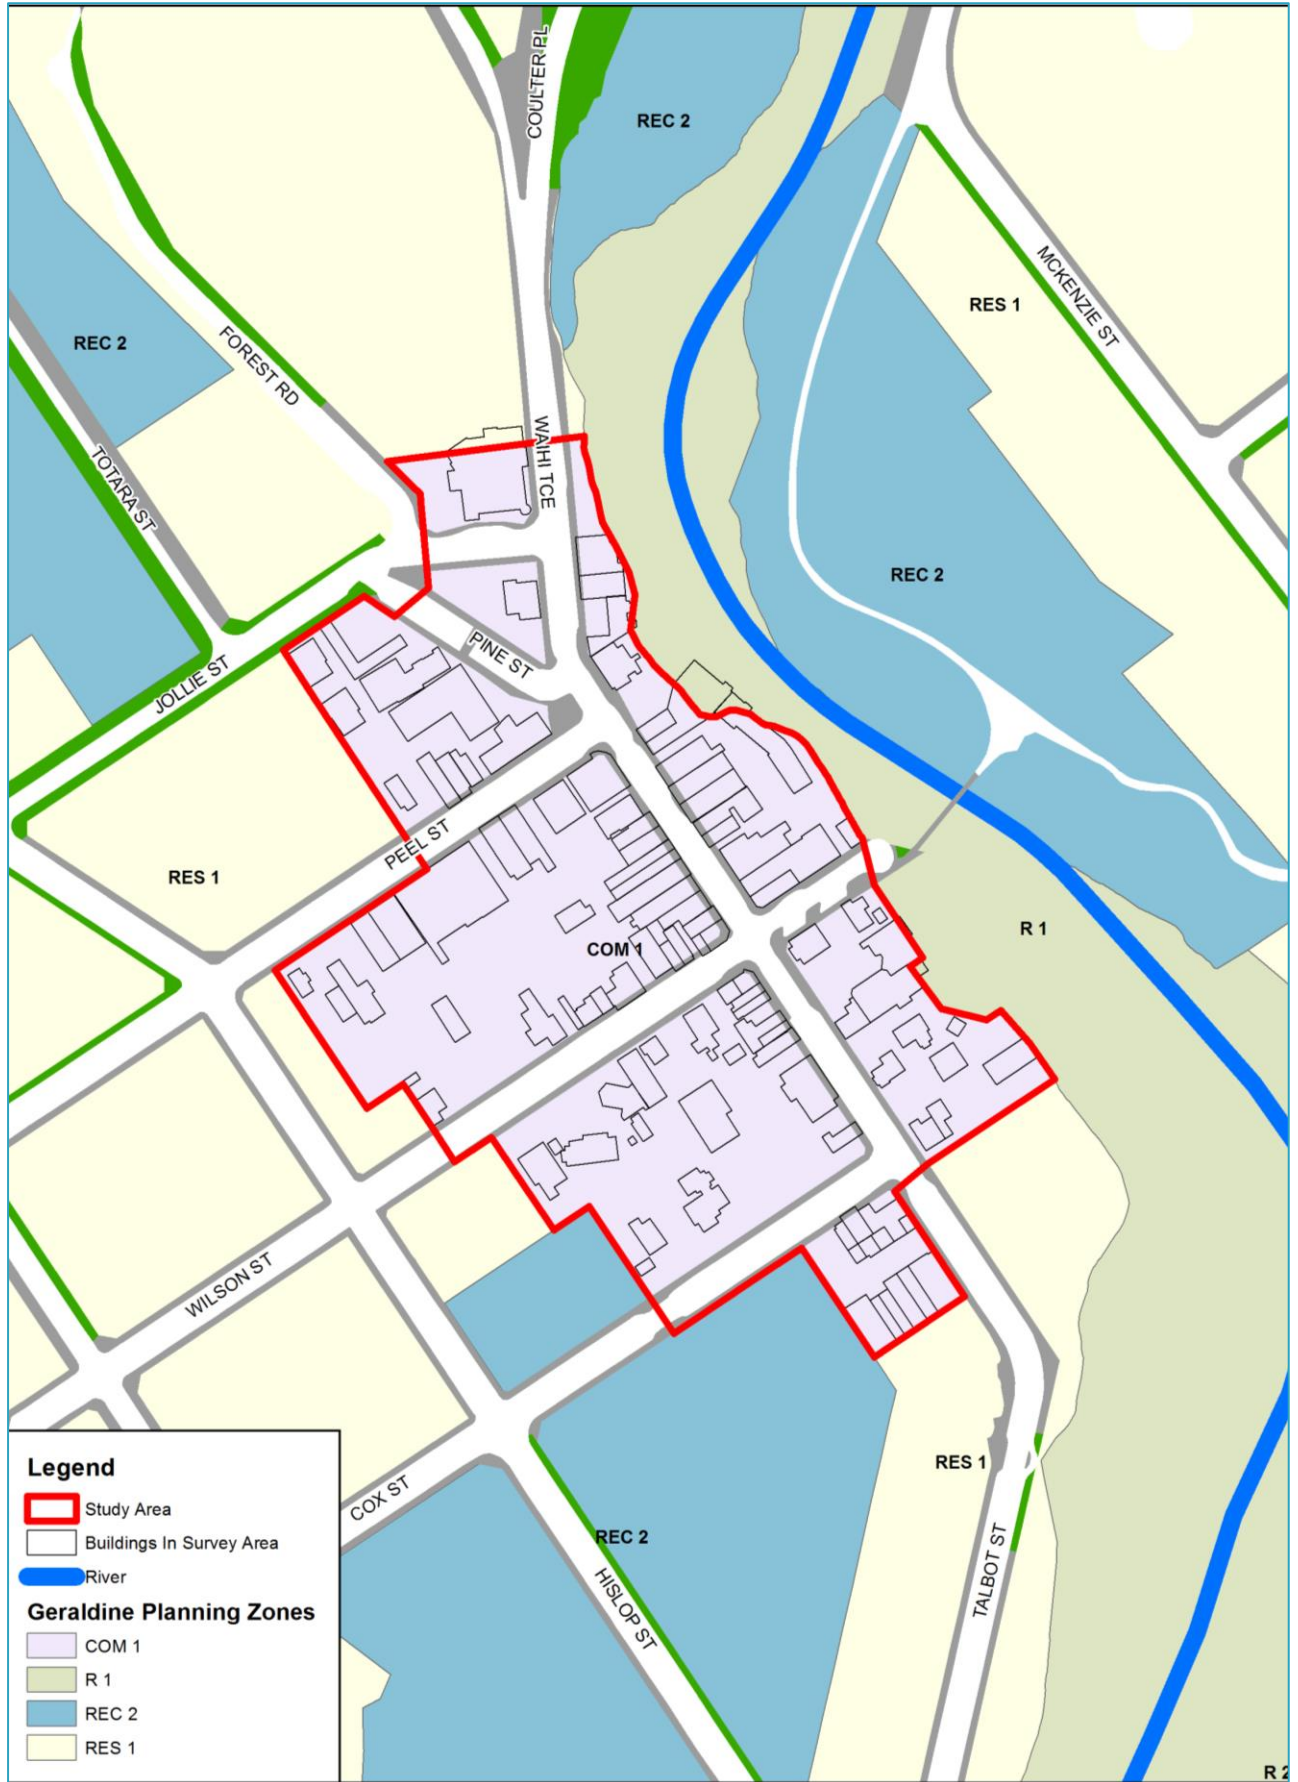 COULTER PL
REC 2
MCKENZIE ST
RES 1
REC 2
FOREST RD
WAIHI TCE
TOTARA ST
REC 2
PINE ST
JOLLIE ST
PEEL ST
RES 1
COM 1
R 1
WILSON ST
RES 1
COX ST
REC 2
HISLOP ST
TALBOT ST
R 2
Legend
Study Area
Buildings In Survey Area
River
Geraldine Planning Zones
COM 1
R 1
REC 2
RES 1